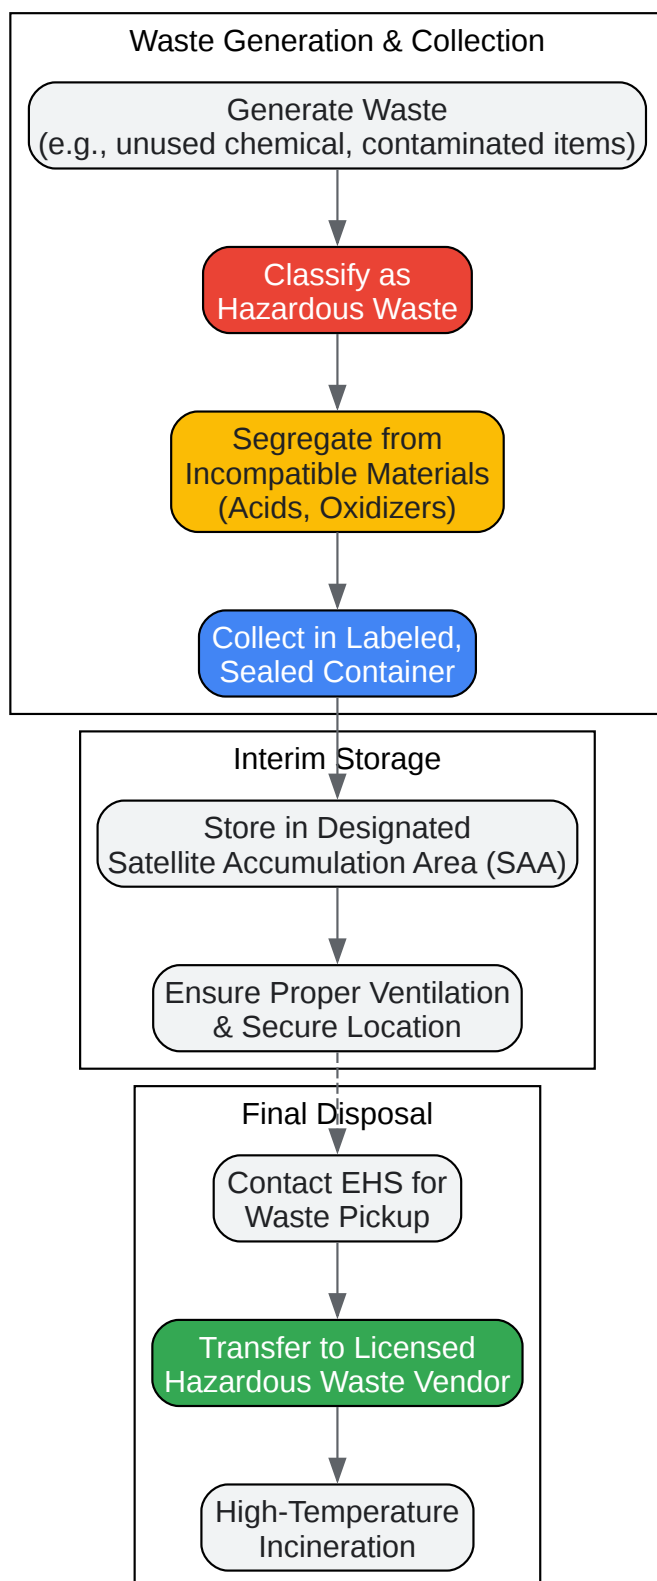 Waste Generation & Collection
Generate Waste
(e.g., unused chemical, contaminated items)
Classify as
Hazardous Waste
Segregate from
Incompatible Materials
(Acids, Oxidizers)
Collect in Labeled,
Sealed Container
Interim Storage
Store in Designated
Satellite Accumulation Area (SAA)
Ensure Proper Ventilation
& Secure Location
Final Disposal
Contact EHS for
Waste Pickup
Transfer to Licensed
Hazardous Waste Vendor
High-Temperature
Incineration